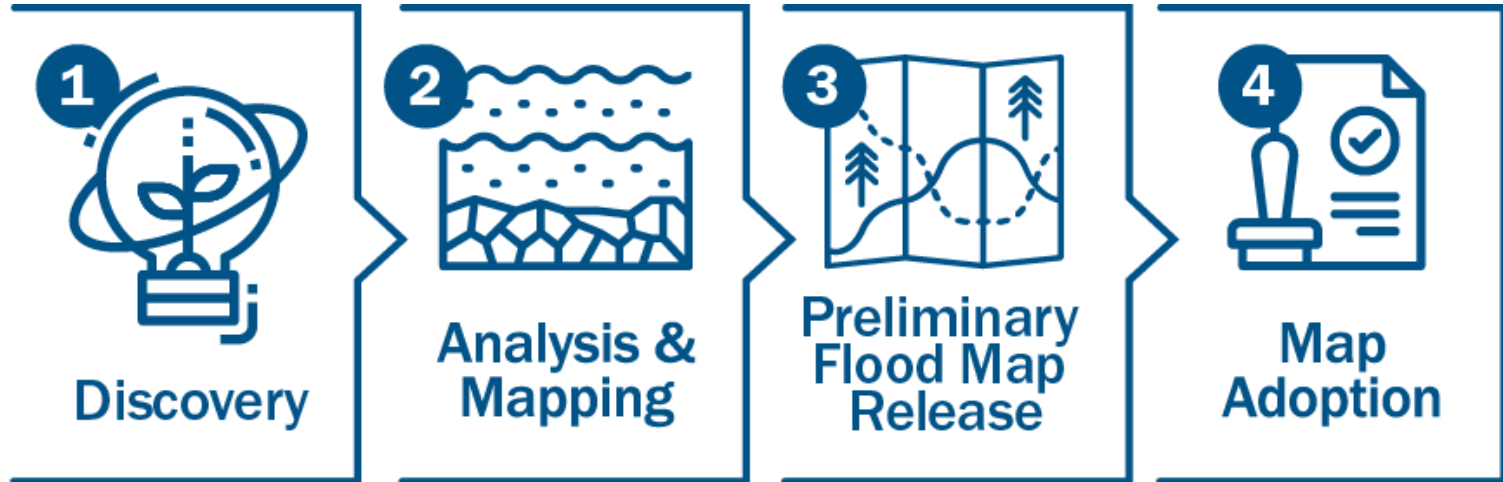 1
Discovery
2
Analysis &
Mapping
3
Preliminary
Flood Map
Release
4
Map
Adoption